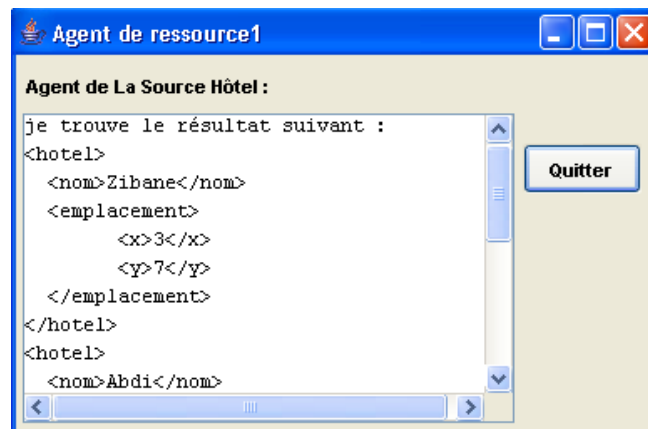 Agent de ressource1
Agent de La Source Hôtel :
je trouve le résultat suivant :
<hotel>
<nom>Zibane</nom>
<emplacement>
<x>3</x>
<y>7</y>
</emplacement>
</hotel>
<hotel>
<nom>Abdi</nom>
Quitter